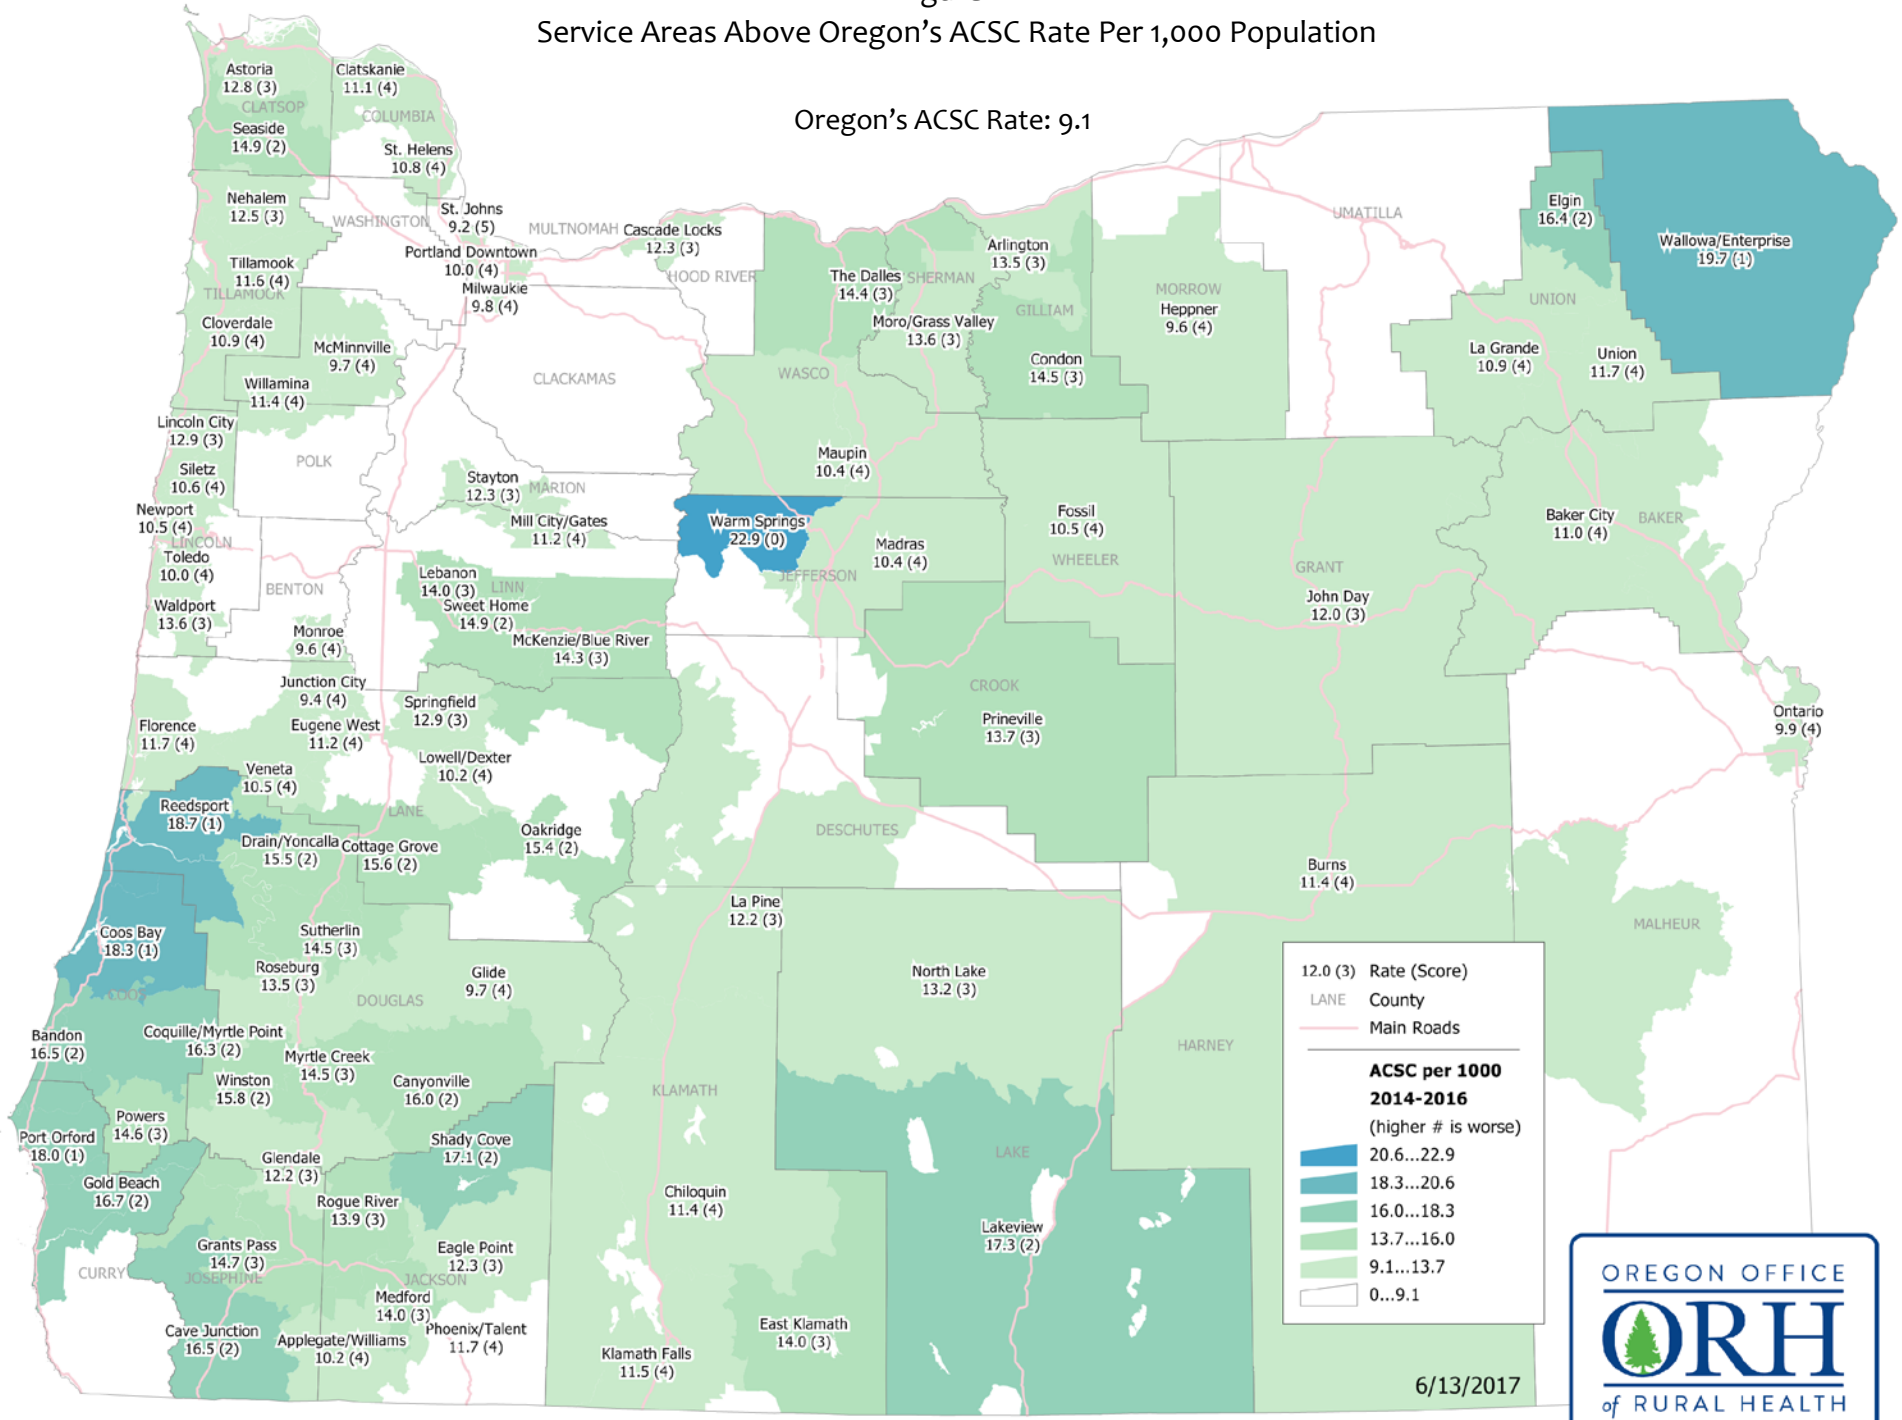 Service Areas Above Oregon's ACSC Rate Per 1,000 Population
Oregon's ACSC Rate: 9.1
Astoria
12.8 (3)
CLATSOP
Seaside
14.9 (2)
Clatskanie
11.1 (4)
COLUMBIA
St. Helens
10.8 (4)
Nehalem
12.5 (3)
WASHINGTON
St. Johns
9.2 (5)
MULTNOMAH
Cascade Locks
12.3 (3)
HOOD RIVER
Portland Downtown
10.0 (4)
Milwaukie
9.8 (4)
Tillamook
11.6 (4)
TILLAMOOK
Cloverdale
10.9 (4)
McMinnville
9.7 (4)
Willamina
11.4 (4)
CLACKAMAS
The Dalles
14.4 (3)
SHERMAN
Moro/Grass Valley
13.6 (3)
WASCO
Arlington
13.5 (3)
GILLIAM
Condon
14.5 (3)
MORROW
Heppner
9.6 (4)
UMATILLA
Elgin
16.4 (2)
Wallowa/Enterprise
19.7 (1)
UNION
La Grande
10.9 (4)
Union
11.7 (4)
Lincoln City
12.9 (3)
POLK
Siletz
10.6 (4)
Newport
10.5 (4)
LINCOLN
Toledo
10.0 (4)
Waldport
13.6 (3)
BENTON
Monroe
9.6 (4)
Stayton
12.3 (3)
MARION
Mill City/Gates
11.2 (4)
Maupin
10.4 (4)
Warm Springs
22.9 (0)
JEFFERSON
Madras
10.4 (4)
Fossil
10.5 (4)
WHEELER
GRANT
John Day
12.0 (3)
Baker City
11.0 (4)
BAKER
Lebanon
14.0 (3)
LINN
Sweet Home
14.9 (2)
McKenzie/Blue River
14.3 (3)
Junction City
9.4 (4)
Springfield
12.9 (3)
Eugene West
11.2 (4)
Florence
11.7 (4)
Lowell/Dexter
10.2 (4)
Veneta
10.5 (4)
LANE
CROOK
Prineville
13.7 (3)
Ontario
9.9 (4)
Reedsport
18.7 (1)
Drain/Yoncalla
15.5 (2)
Cottage Grove
15.6 (2)
Oakridge
15.4 (2)
DESCHUTES
Burns
11.4 (4)
La Pine
12.2 (3)
Coos Bay
18.3 (1)
COOS
Sutherlin
14.5 (3)
Roseburg
13.5 (3)
Glide
9.7 (4)
DOUGLAS
North Lake
13.2 (3)
MALHEUR
HARNEY
Bandon
16.5 (2)
Coquille/Myrtle Point
16.3 (2)
Myrtle Creek
14.5 (3)
Winston
15.8 (2)
Canyonville
16.0 (2)
KLAMATH
Powers
14.6 (3)
Port Orford
18.0 (1)
Shady Cove
17.1 (2)
LAKE
Gold Beach
16.7 (2)
Glendale
12.2 (3)
Rogue River
13.9 (3)
Chiloquin
11.4 (4)
Lakeview
17.3 (2)
Grants Pass
14.7 (3)
CURRY
JOSEPHINE
Eagle Point
12.3 (3)
JACKSON
Medford
14.0 (3)
Cave Junction
16.5 (2)
Applegate/Williams
10.2 (4)
Phoenix/Talent
11.7 (4)
Klamath Falls
11.5 (4)
East Klamath
14.0 (3)
12.0 (3) Rate (Score)
LANE County
Main Roads
ACSC per 1000
2014-2016
(higher # is worse)
20.6...22.9
18.3...20.6
16.0...18.3
13.7...16.0
9.1...13.7
0...9.1
6/13/2017
OREGON OFFICE
ORH
of RURAL HEALTH